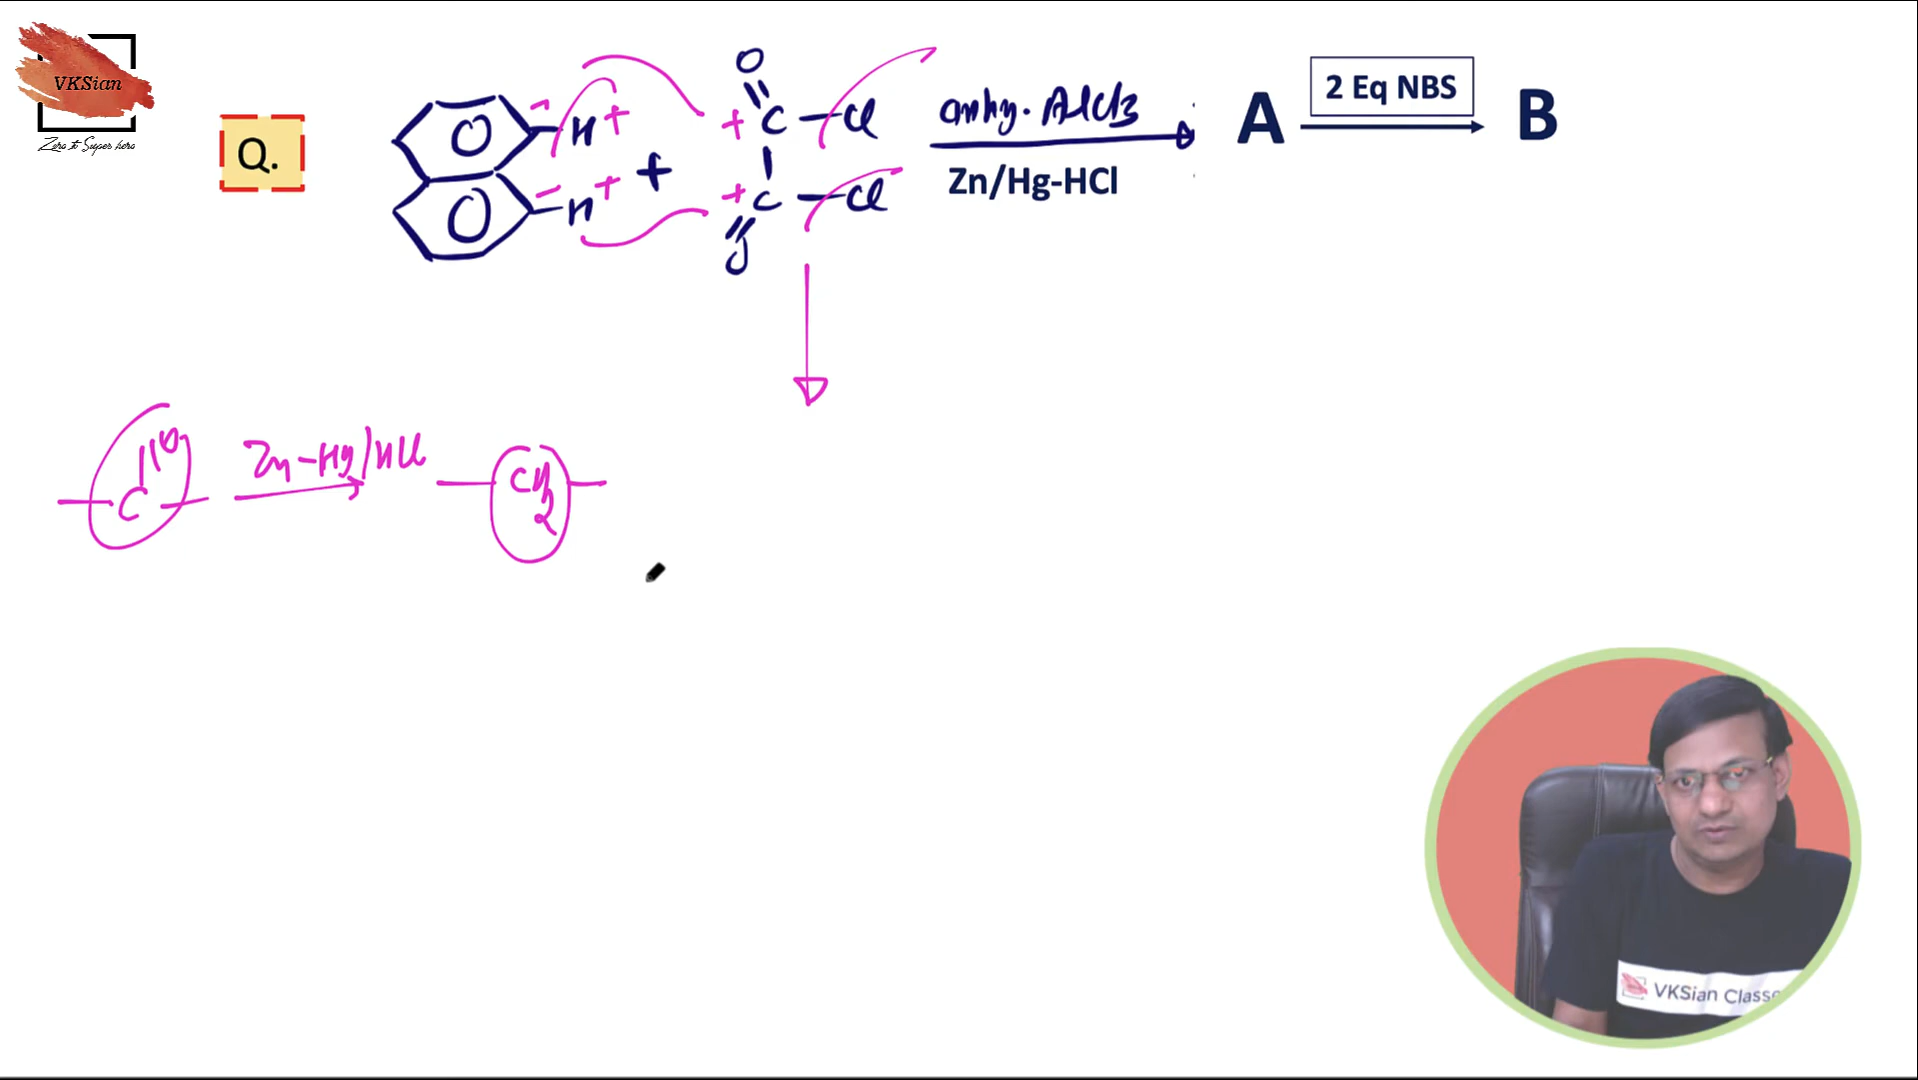 VKSian
Zero to Super hero
Q.
O
O
H
H
+
O
C
Cl
C
Cl
O
anhy. AlCl3
Zn/Hg-HCl
A
2 Eq NBS
B
C
O
Zn-Hg/HCl
CH2
VKSian Classe